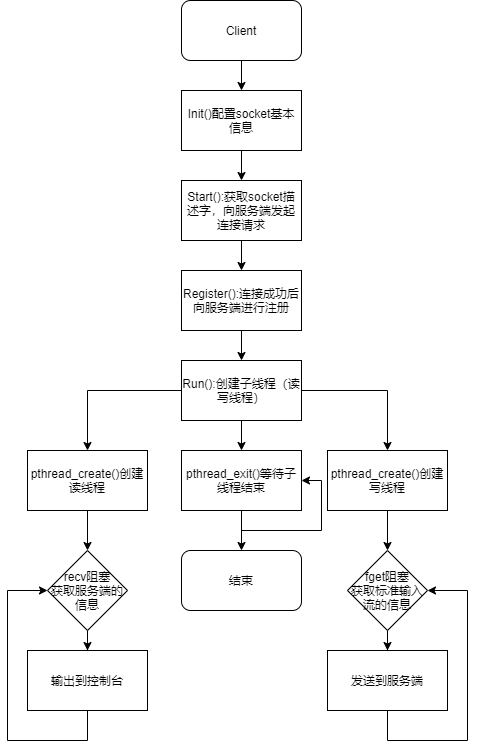 Client
Init()配置socket基本
信息
Start():获取socket描
述字，向服务端发起
连接请求
Register():连接成功后
向服务端进行注册
Run():创建子线程（读
写线程）
pthread_create()创建
读线程
pthread_exit()等待子
线程结束
pthread_create()创建
写线程
recv阻塞
获取服务端的
信息
结束
fget阻塞
获取标准输入
流的信息
输出到控制台
发送到服务端